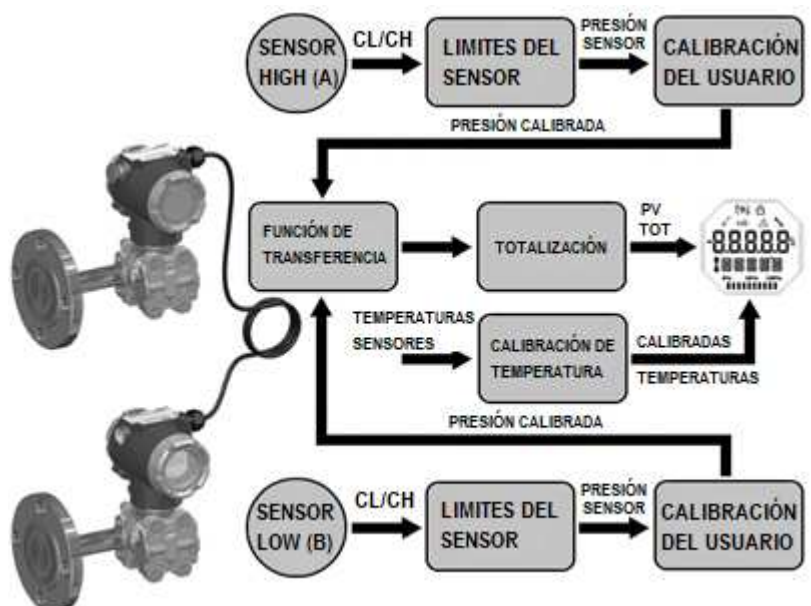 SENSOR
HIGH (A)
CL/CH
LIMITES DEL
SENSOR
PRESIÓN
SENSOR
CALIBRACIÓN
DEL USUARIO
PRESIÓN CALIBRADA
FUNCIÓN DE
TRANSFERENCIA
TOTALIZACIÓN
PV
TOT
TEMPERATURAS
SENSORES
CALIBRACIÓN DE
TEMPERATURA
CALIBRADAS
TEMPERATURAS
PRESIÓN CALIBRADA
SENSOR
LOW (B)
CL/CH
LIMITES DEL
SENSOR
PRESIÓN
SENSOR
CALIBRACIÓN
DEL USUARIO